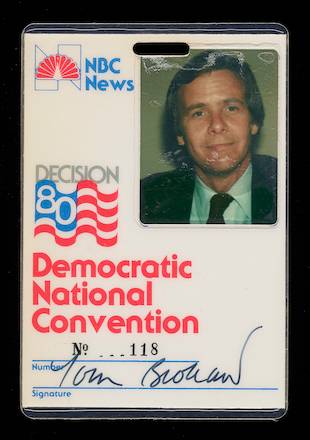 NBC
News
DECISION
80
Democratic
National
Convention
No ...118
Number
Tom Brokaw
Signature